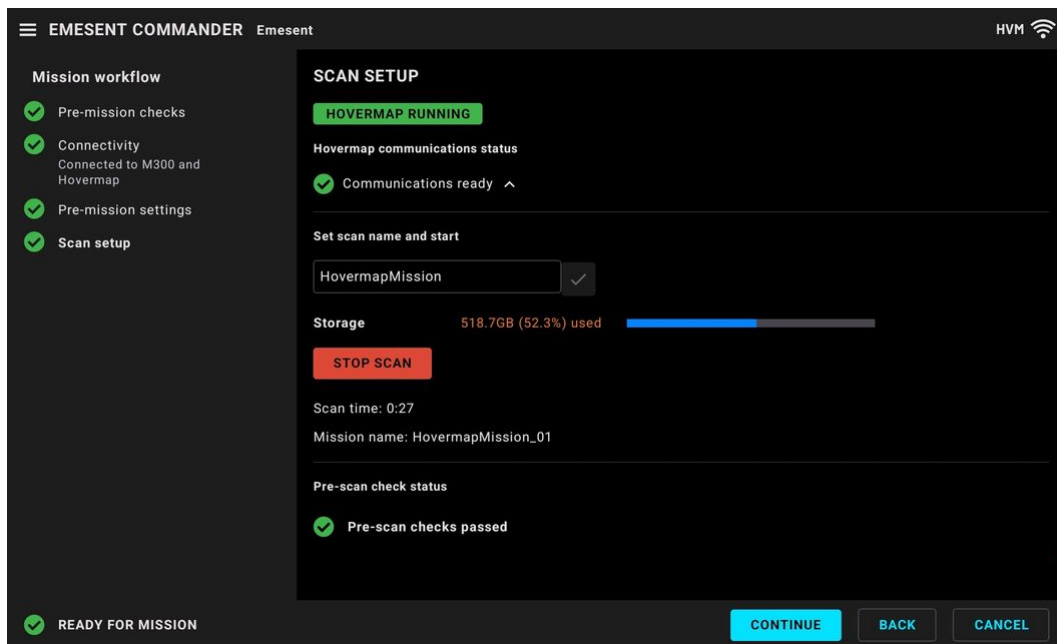 EMESENT COMMANDER Emesent
HVM
Mission workflow
Pre-mission checks
Connectivity
Connected to M300 and
Hovermap
Pre-mission settings
Scan setup
SCAN SETUP
HOVERMAP RUNNING
Hovermap communications status
Communications ready
Set scan name and start
HovermapMission
Storage 518.7GB (52.3%) used
STOP SCAN
Scan time: 0:27
Mission name: HovermapMission_01
Pre-scan check status
Pre-scan checks passed
READY FOR MISSION
CONTINUE BACK CANCEL